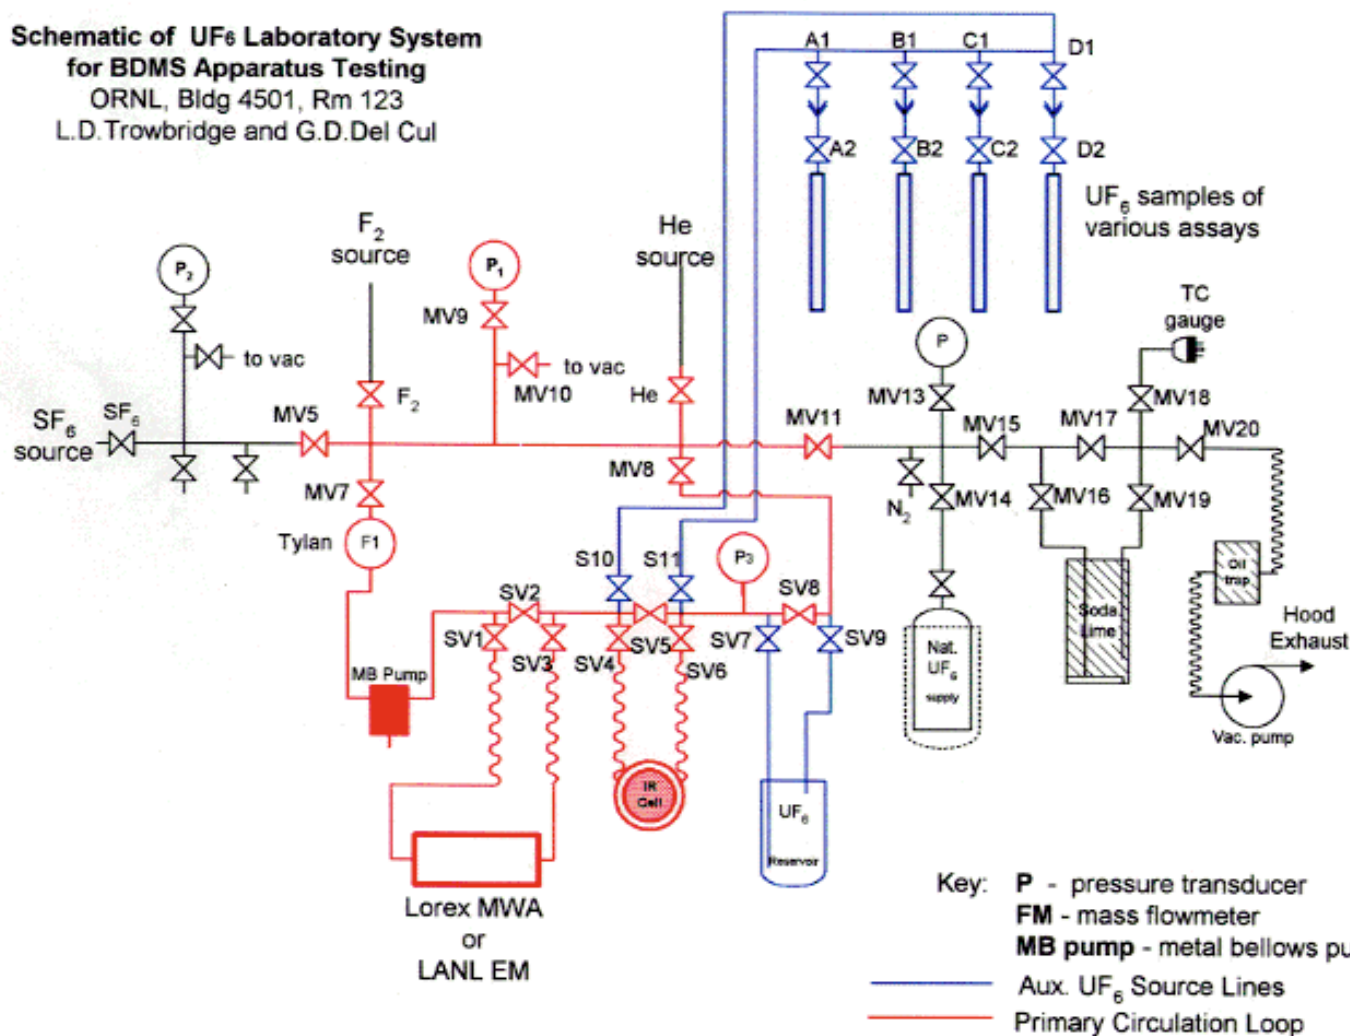 Schematic of UF6 Laboratory System
for BDMS Apparatus Testing
ORNL, Bldg 4501, Rm 123
L.D.Trowbridge and G.D.Del Cul
A1 B1 C1 D1
A2 B2 C2 D2
UF6 samples of
various assays
F2
source
He
source
P2
P1
MV9
to vac
to vac
MV10
F2
He
P
TC
gauge
MV13
MV18
SF6
source
SF6
MV5
MV11
MV15
MV17
MV20
MV7
MV8
N2
MV14
MV16
MV19
Tylan
F1
S10
S11
P3
SV2
SV8
SV1
SV3
SV4
SV5
SV6
SV7
SV9
MB Pump
IR
Cell
UF6
Reservoir
Nat.
UF6
supply
Soda
Lime
Oil
trap
Hood
Exhaust
Vac. pump
Lorex MWA
or
LANL EM
Key: P - pressure transducer
FM - mass flowmeter
MB pump - metal bellows pu
Aux. UF6 Source Lines
Primary Circulation Loop